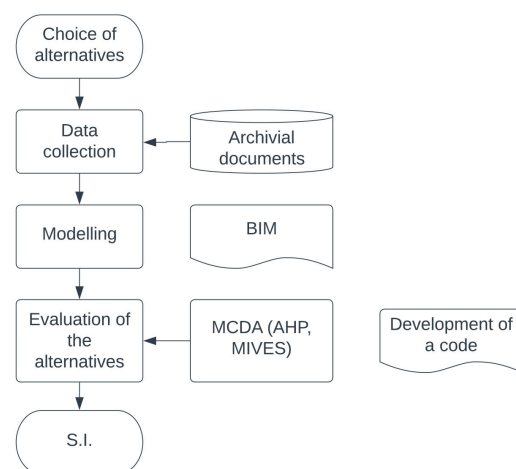 Choice of
alternatives
Data
collection
Archivial
documents
Modelling
BIM
Evaluation of
the
alternatives
MCDA (AHP,
MIVES)
Development of
a code
S.I.